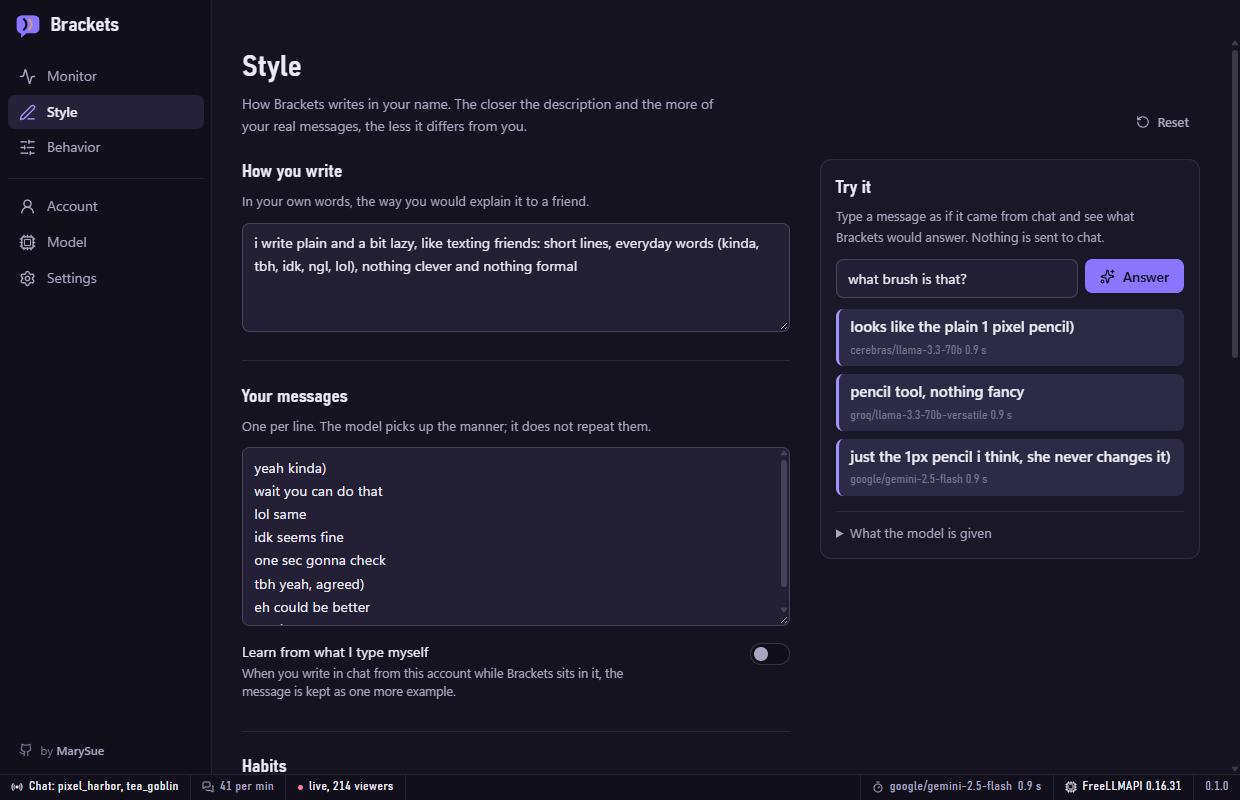 Brackets
Monitor
Style
Behavior
Account
Model
Settings
by MarySue
Style
How Brackets writes in your name. The closer the description and the more of
your real messages, the less it differs from you.
Reset
How you write
In your own words, the way you would explain it to a friend.
i write plain and a bit lazy, like texting friends: short lines, everyday words (kinda,
tbh, idk, ngl, lol), nothing clever and nothing formal
Your messages
One per line. The model picks up the manner; it does not repeat them.
yeah kinda)
wait you can do that
lol same
idk seems fine
one sec gonna check
tbh yeah, agreed)
eh could be better
Learn from what I type myself
When you write in chat from this account while Brackets sits in it, the
message is kept as one more example.
Habits
Try it
Type a message as if it came from chat and see what
Brackets would answer. Nothing is sent to chat.
what brush is that?
Answer
looks like the plain 1 pixel pencil)
cerebras/llama-3.3-70b 0.9 s
pencil tool, nothing fancy
groq/llama-3.3-70b-versatile 0.9 s
just the 1px pencil i think, she never changes it)
google/gemini-2.5-flash 0.9 s
What the model is given
Chat: pixel_harbor, tea_goblin
41 per min
live, 214 viewers
google/gemini-2.5-flash 0.9 s
FreeLLMAPI 0.16.31
0.1.0